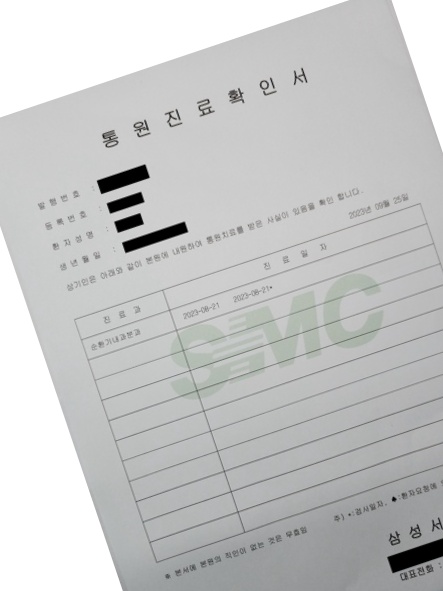 통 원 진 료 확 인 서
발 행 번 호 :
등 록 번 호 :
환 자 성 명 :
생 년 월 일 :
상기인은 아래와 같이 본원에 내원하여 통원치료를 받은 사실이 있음을 확인 합니다.
2023년 09월 25일
진 료 과 진 료 일 자
순환기내과분과 2023-08-21 2023-08-21*
SMC
주) *:검사일자, ♠:환자요청에
※ 본서에 본원의 직인이 없는 것은 무효임
삼 성 서
대표전화 :